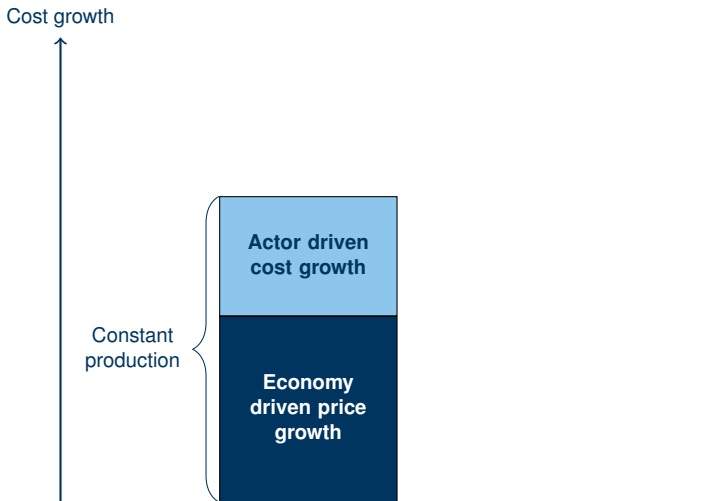 Cost growth
Actor driven
cost growth
Constant
production
Economy
driven price
growth